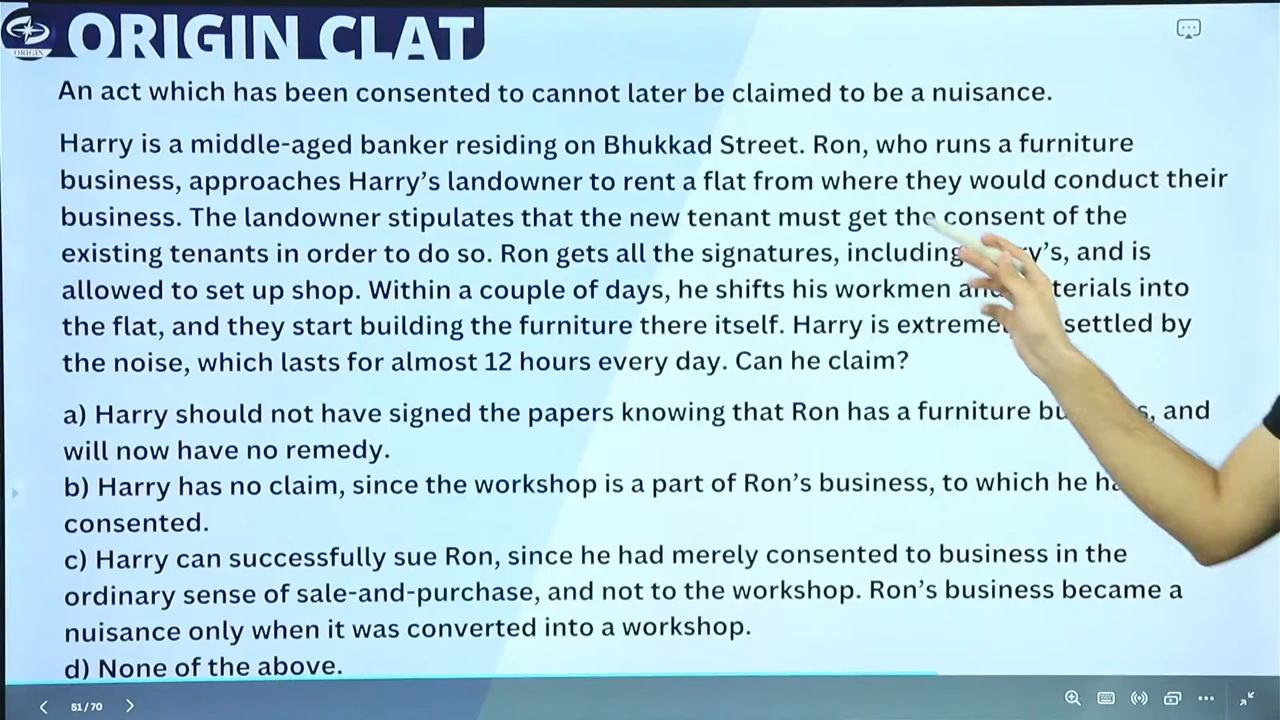 ORIGIN CLAT
ORIGIN
An act which has been consented to cannot later be claimed to be a nuisance.
Harry is a middle-aged banker residing on Bhukkad Street. Ron, who runs a furniture
business, approaches Harry's landowner to rent a flat from where they would conduct their
business. The landowner stipulates that the new tenant must get the consent of the
existing tenants in order to do so. Ron gets all the signatures, including and is
allowed to set up shop. Within a couple of days, he shifts his workmen into
the flat, and they start building the furniture there itself. Harry is by
the noise, which lasts for almost 12 hours every day. Can he claim?
a) Harry should not have signed the papers knowing that Ron has a furniture and
will now have no remedy.
b) Harry has no claim, since the workshop is a part of Ron's business, to which he
consented.
c) Harry can successfully sue Ron, since he had merely consented to business in the
ordinary sense of sale-and-purchase, and not to the workshop. Ron's business became a
nuisance only when it was converted into a workshop.
d) None of the above.
51/70